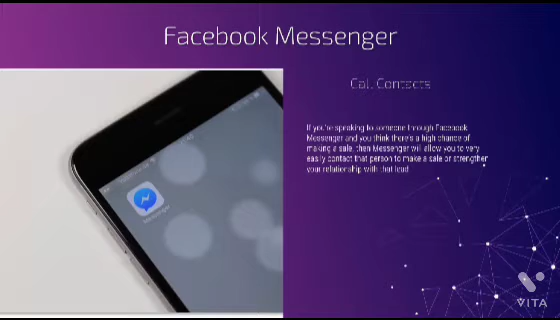 Facebook Messenger
Call Contacts
If you're speaking to someone through Facebook
Messenger and you think there's a high chance of
making a sale, then Messenger will allow you to very
easily contact that person to make a sale or strengthen
your relationship with that lead
Messenger
VITA